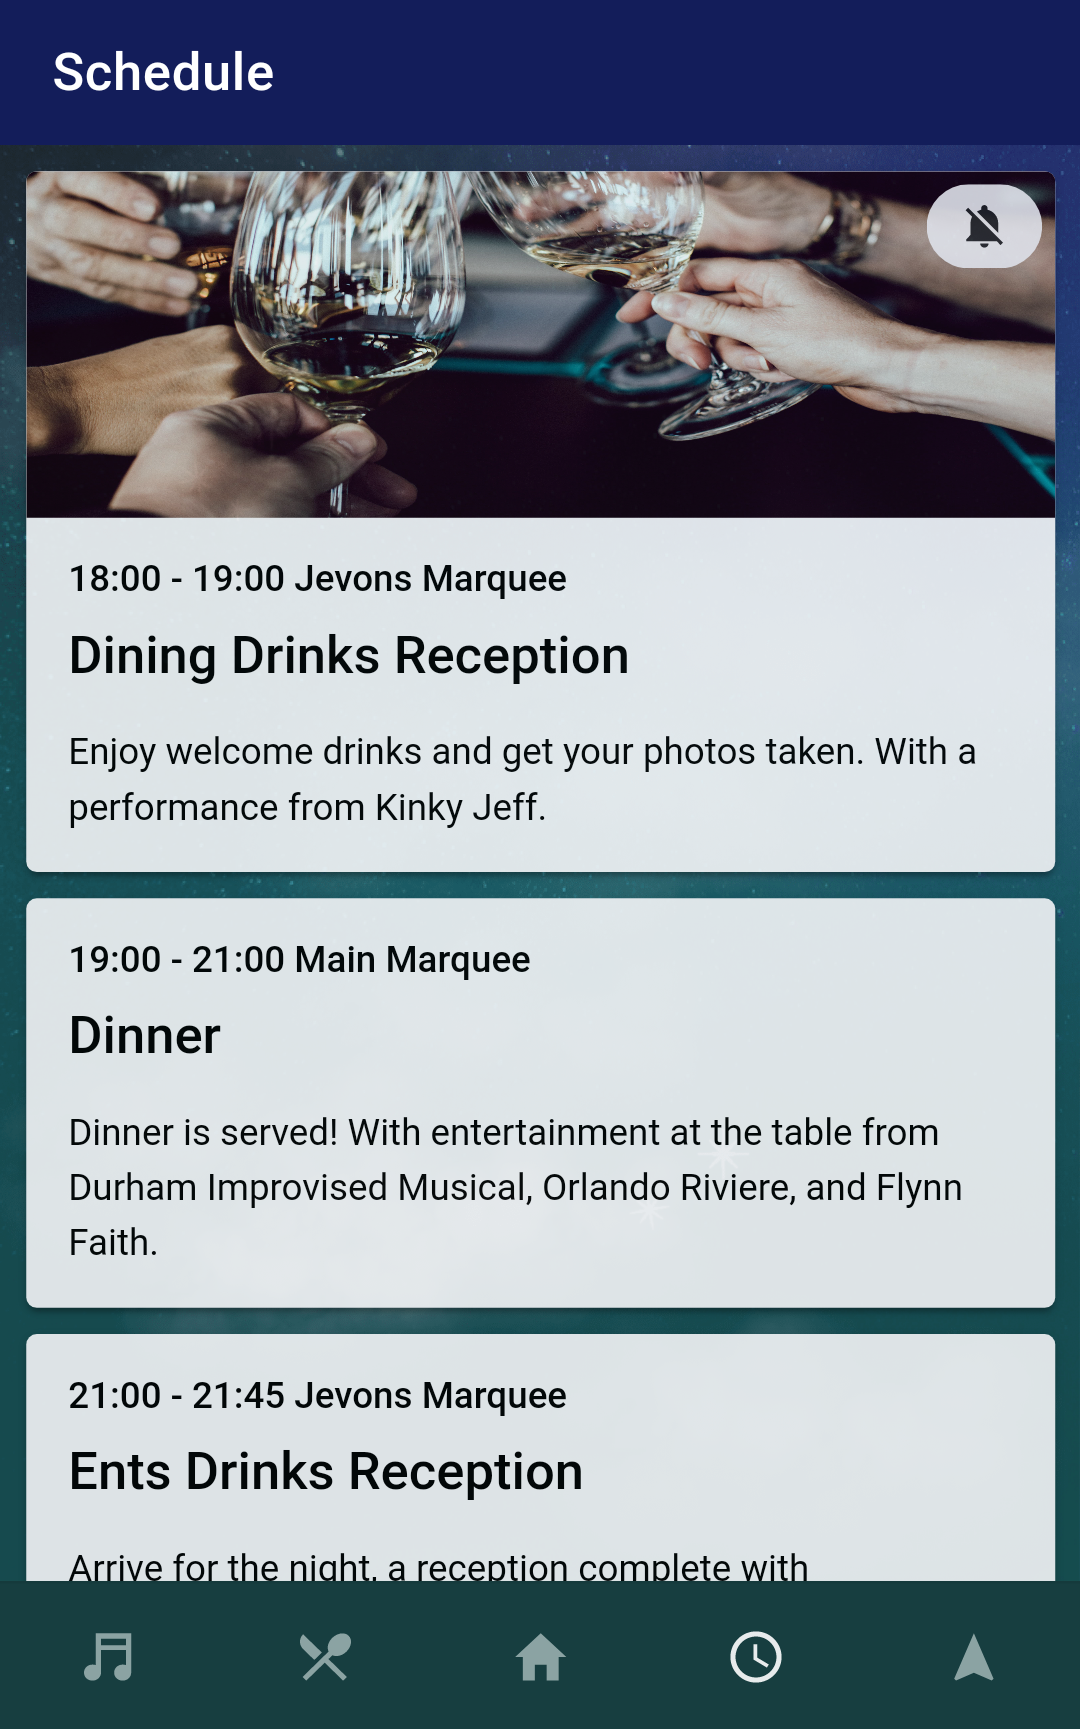 Schedule
18:00 - 19:00 Jevons Marquee
Dining Drinks Reception
Enjoy welcome drinks and get your photos taken. With a
performance from Kinky Jeff.
19:00 - 21:00 Main Marquee
Dinner
Dinner is served! With entertainment at the table from
Durham Improvised Musical, Orlando Riviere, and Flynn
Faith.
21:00 - 21:45 Jevons Marquee
Ents Drinks Reception
Arrive for the night, a reception complete with